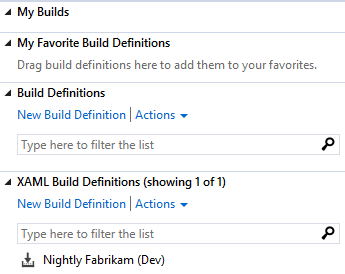 My Builds
My Favorite Build Definitions
Drag build definitions here to add them to your favorites.
Build Definitions
New Build Definition | Actions
Type here to filter the list
XAML Build Definitions (showing 1 of 1)
New Build Definition | Actions
Type here to filter the list
Nightly Fabrikam (Dev)